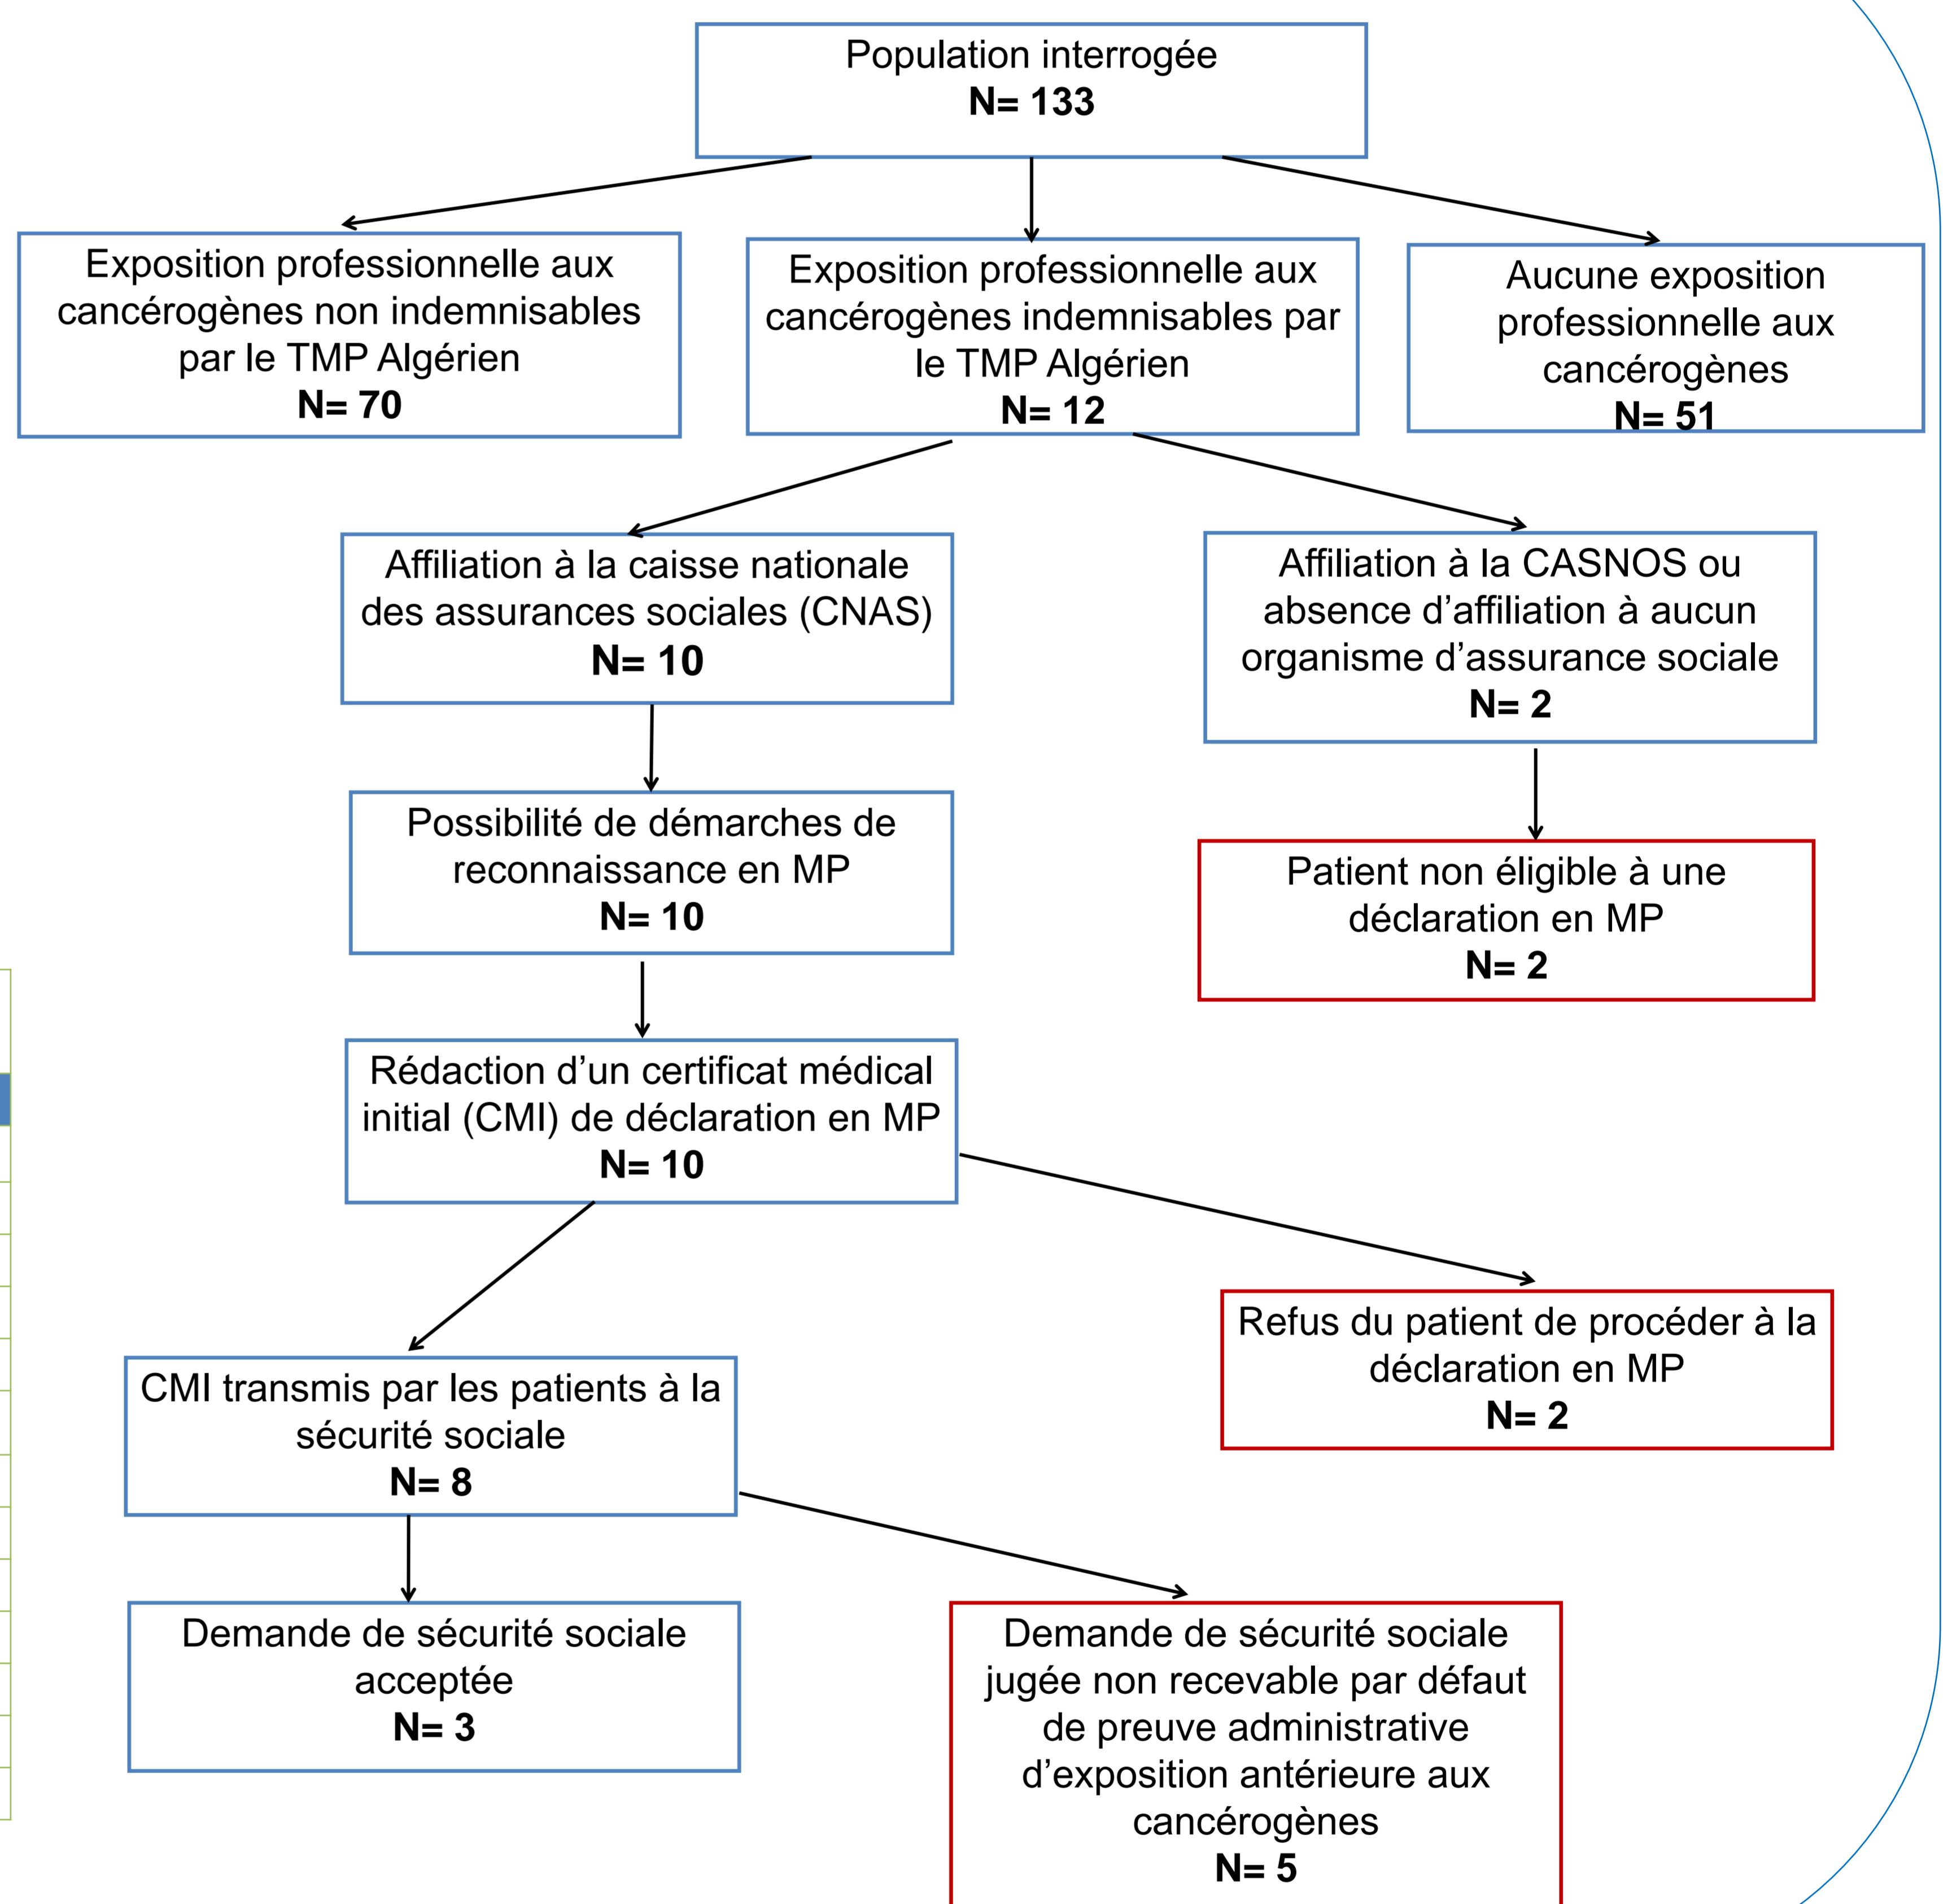 Population interrogée
N= 133
Exposition professionnelle aux
cancérogènes non indemnisables
par le TMP Algérien
N= 70
Exposition professionnelle aux
cancérogènes indemnisables par
le TMP Algérien
N= 12
Aucune exposition
professionnelle aux
cancérogènes
N= 51
Affiliation à la caisse nationale
des assurances sociales (CNAS)
N= 10
Affiliation à la CASNOS ou
absence d’affiliation à aucun
organisme d’assurance sociale
N= 2
Possibilité de démarches de
reconnaissance en MP
N= 10
Patient non éligible à une
déclaration en MP
N= 2
Rédaction d’un certificat médical
initial (CMI) de déclaration en MP
N= 10
Refus du patient de procéder à la
déclaration en MP
N= 2
CMI transmis par les patients à la
sécurité sociale
N= 8
Demande de sécurité sociale
acceptée
N= 3
Demande de sécurité sociale
jugée non recevable par défaut
de preuve administrative
d’exposition antérieure aux
cancérogènes
N= 5